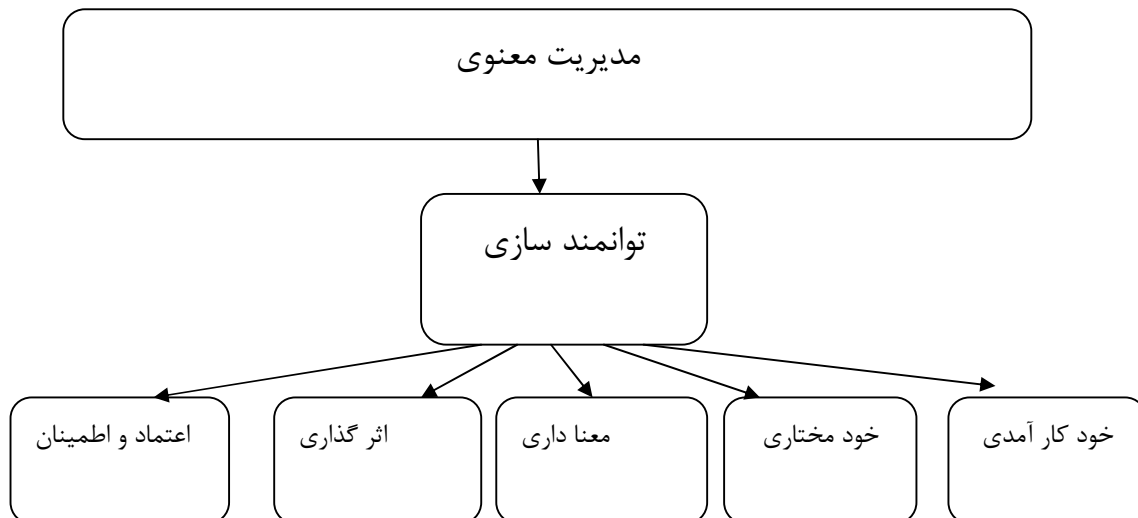 مدیریت معنوی
توانمند سازی
خود کار آمدی
خود مختاری
معنا داری
اثر گذاری
اعتماد و اطمینان